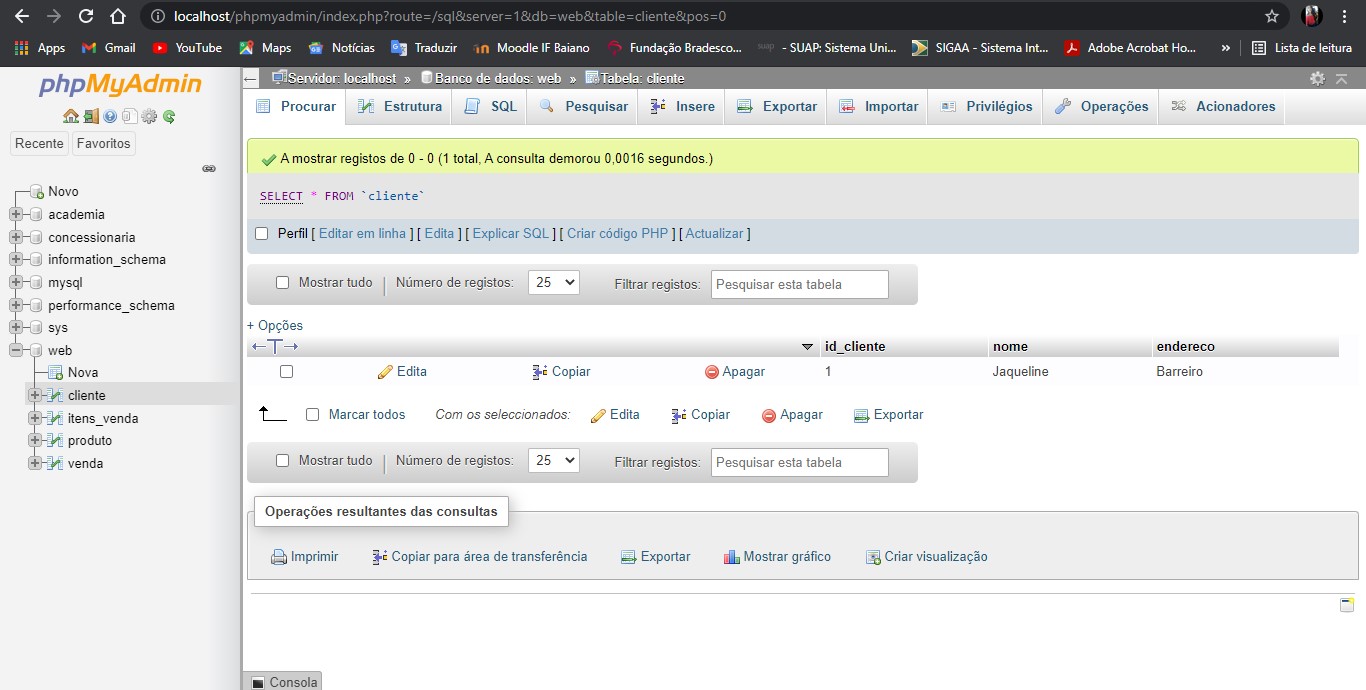 localhost/phpmyadmin/index.php?route=/sql&server=1&db=web&table=cliente&pos=0
Apps Gmail YouTube Maps Notícias Traduzir Moodle IF Baiano Fundação Bradesco... suap - SUAP: Sistema Uni... SIGAA - Sistema Int... Adobe Acrobat Ho... » Lista de leitura
phpMyAdmin
Recente Favoritos
Novo
academia
concessionaria
information_schema
mysql
performance_schema
sys
web
Nova
cliente
itens_venda
produto
venda
Servidor: localhost » Banco de dados: web » Tabela: cliente
Procurar Estrutura SQL Pesquisar Insere Exportar Importar Privilégios Operações Acionadores
A mostrar registos de 0 - 0 (1 total, A consulta demorou 0,0016 segundos.)
SELECT * FROM `cliente`
Perfil [ Editar em linha ] [ Edita ] [ Explicar SQL ] [ Criar código PHP ] [ Actualizar ]
Mostrar tudo Número de registos: 25 Filtrar registos: Pesquisar esta tabela
+ Opções
←T→ id_cliente nome endereco
Edita Copiar Apagar 1 Jaqueline Barreiro
Marcar todos Com os seleccionados: Edita Copiar Apagar Exportar
Mostrar tudo Número de registos: 25 Filtrar registos: Pesquisar esta tabela
Operações resultantes das consultas
Imprimir Copiar para área de transferência Exportar Mostrar gráfico Criar visualização
Consola